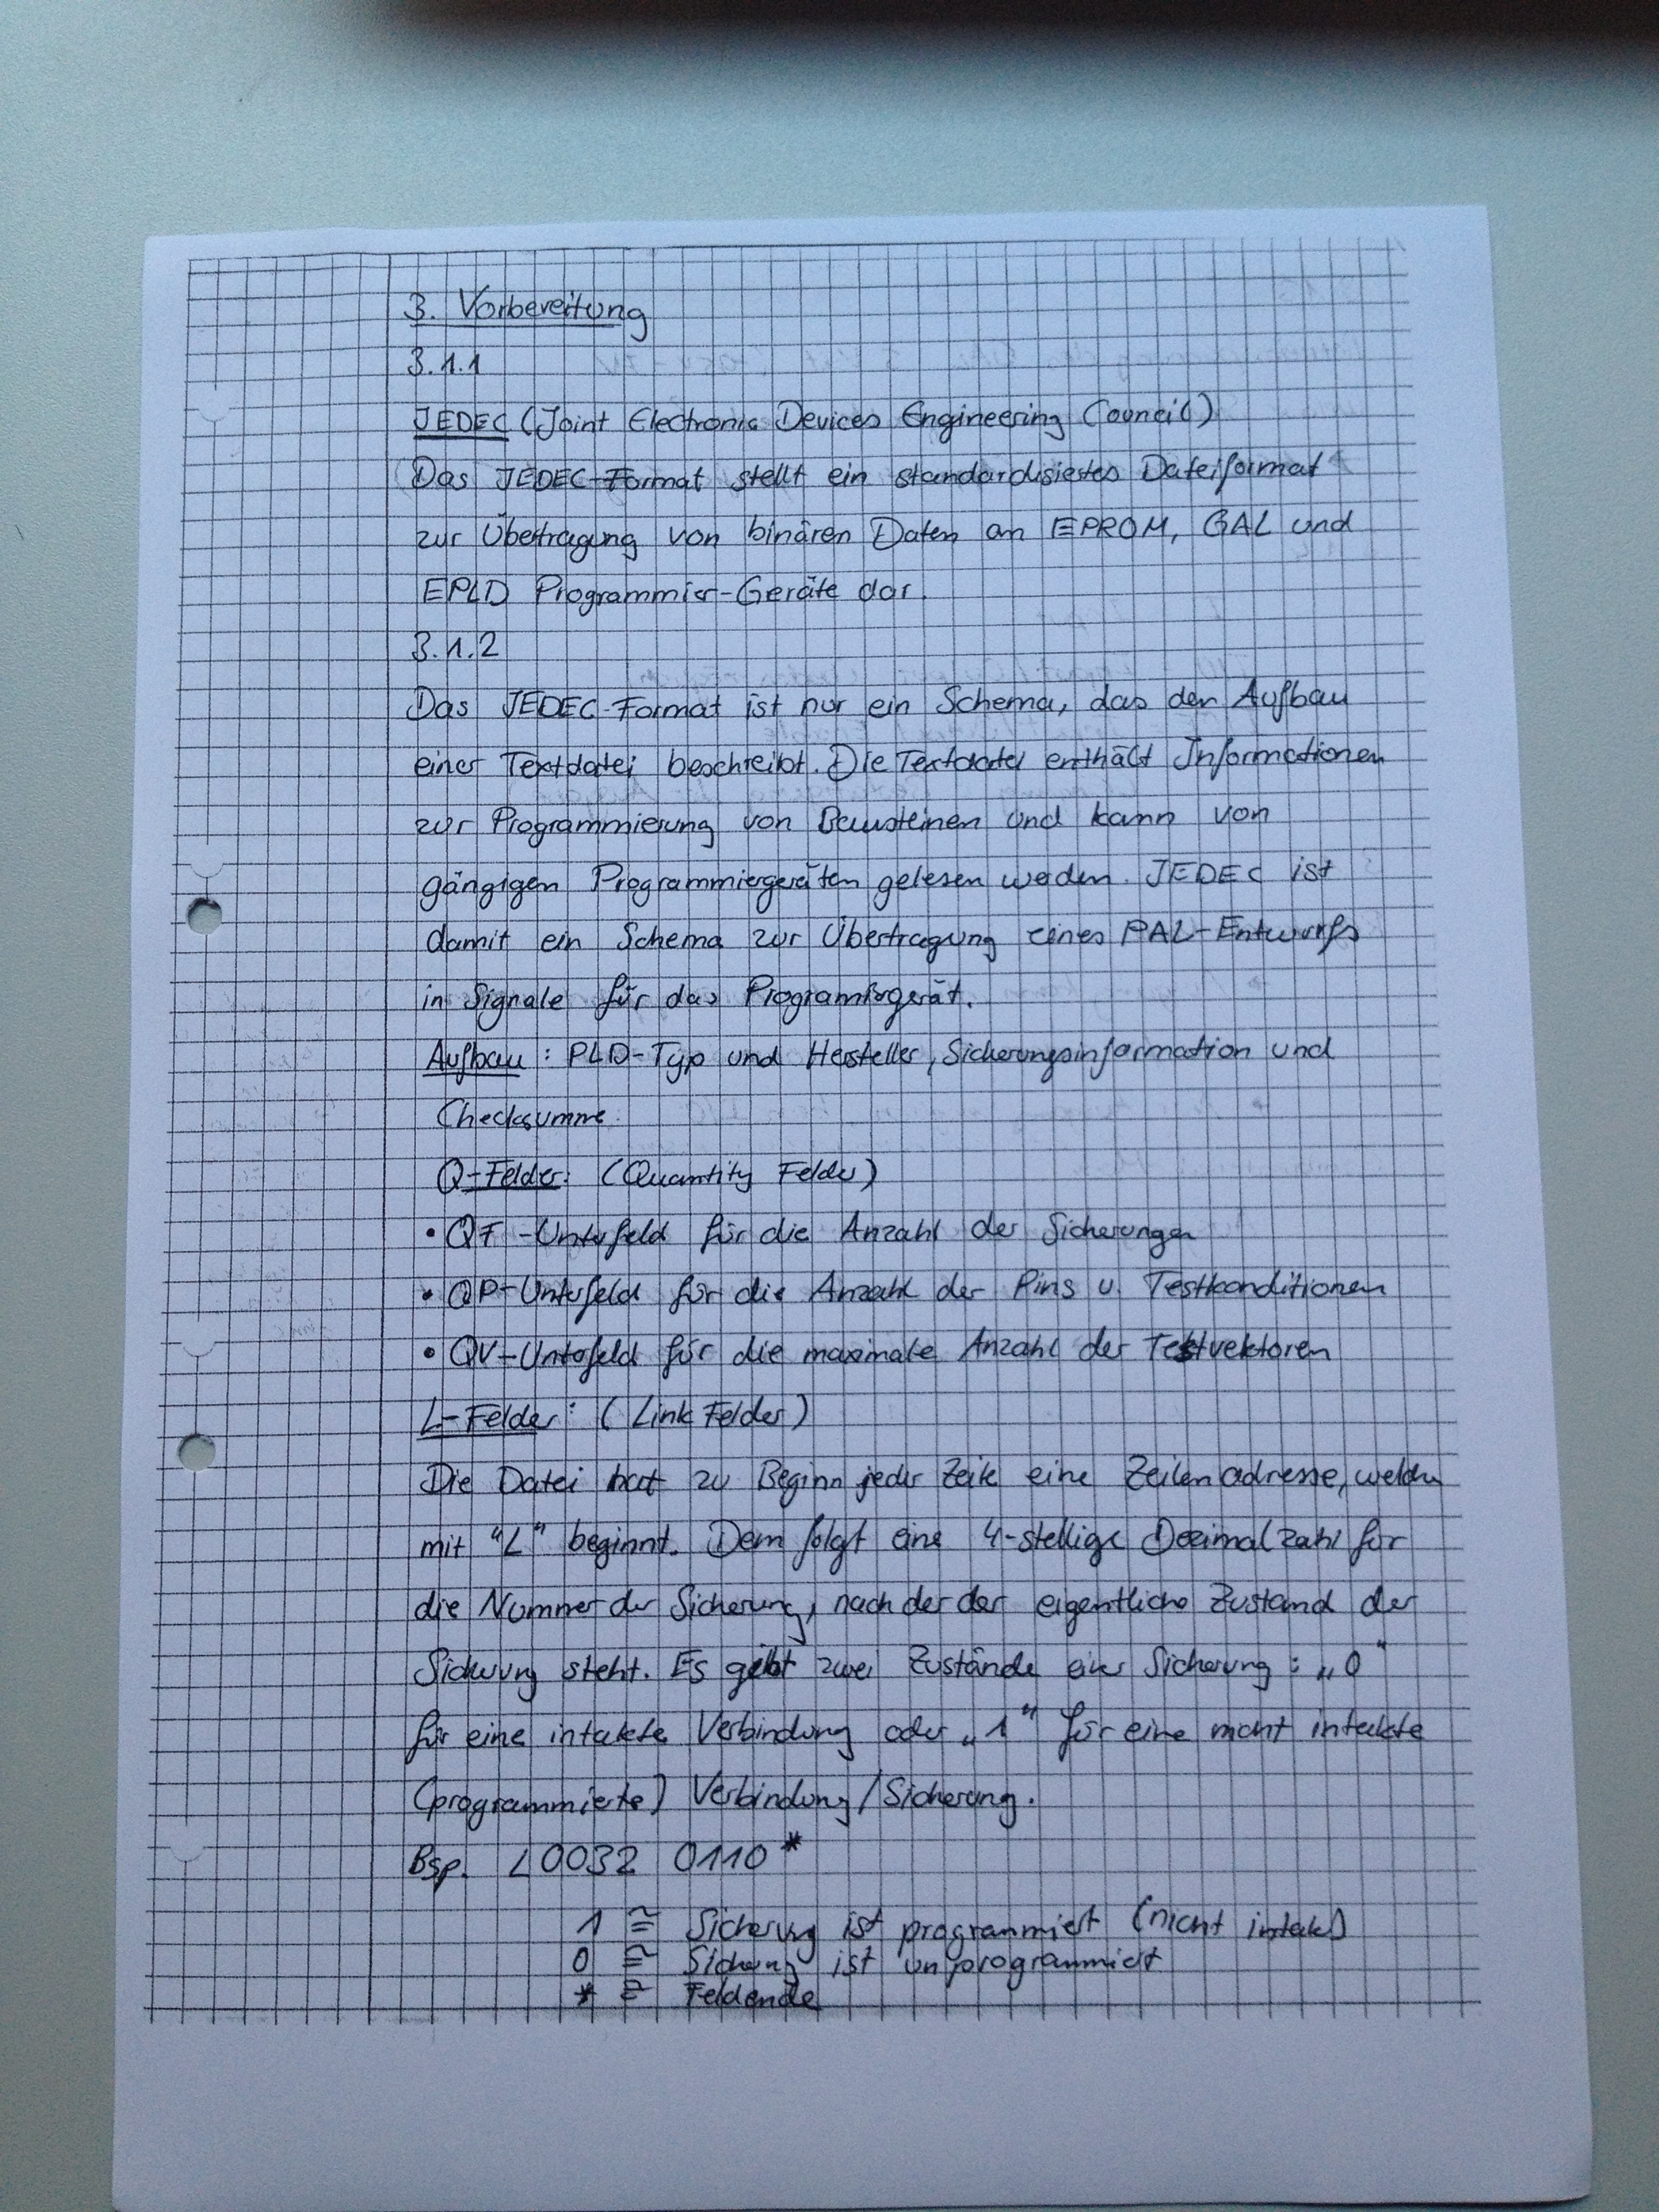 3. Vorbereitung
3.1.1
JEDEC (Joint Electronic Devices Engineering Council)
Das JEDEC-Format stellt ein standardisiertes Dateiformat
zur Übertragung von binären Daten an EPROM, GAL und
EPLD Programmier-Geräte dar.
3.1.2
Das JEDEC-Format ist nur ein Schema, das den Aufbau
einer Textdatei beschreibt. Die Textdatei enthält Informationen
zur Programmierung von Bausteinen und kann von
gängigen Programmiergeräten gelesen werden. JEDEC ist
damit ein Schema zur Übertragung eines PAL-Entwurfs
in Signale für das Programiergerät.
Aufbau: PLD-Typ und Hersteller, Sicherungsinformation und
Checksumme
Q-Felder: (Quantity Felder)
• QF-Unterfeld für die Anzahl der Sicherungen
• QP-Unterfeld für die Anzahl der Pins u. Testkonditionen
• QV-Unterfeld für die maximale Anzahl der Testvektoren
L-Felder: (Link Felder)
Die Datei hat zu Beginn jeder Zeile eine Zeilenadresse, welche
mit "L" beginnt. Dem folgt eine 4-stellige Dezimalzahl für
die Nummer der Sicherung, nach der der eigentliche Zustand der
Sicherung steht. Es gibt zwei Zustände einer Sicherung: „0"
für eine intakte Verbindung oder „1" für eine nicht intakte
(programmierte) Verbindung/Sicherung.
Bsp. L0032 0110*
1 ≅ Sicherung ist programmiert (nicht intakt)
0 ≅ Sicherung ist unprogrammiert
* ≅ Feldende